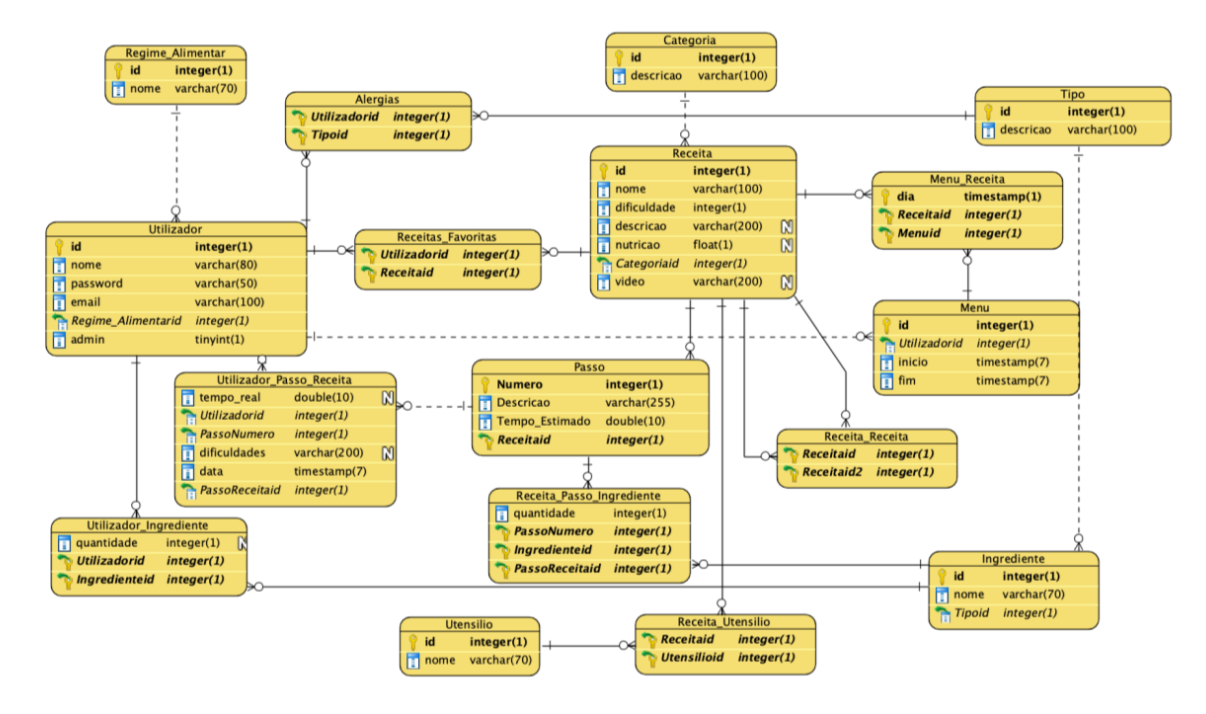 Regime_Alimentar
id integer(1)
nome varchar(70)
Categoria
id integer(1)
descricao varchar(100)
Alergias
Utilizadorid integer(1)
Tipoid integer(1)
Tipo
id integer(1)
descricao varchar(100)
Receita
id integer(1)
nome varchar(100)
dificuldade integer(1)
descricao varchar(200) N
nutricao float(1) N
Categoriaid integer(1)
video varchar(200) N
Menu_Receita
dia timestamp(1)
Receitaid integer(1)
Menuid integer(1)
Utilizador
id integer(1)
nome varchar(80)
password varchar(50)
email varchar(100)
Regime_Alimentarid integer(1)
admin tinyint(1)
Receitas_Favoritas
Utilizadorid integer(1)
Receitaid integer(1)
Menu
id integer(1)
Utilizadorid integer(1)
inicio timestamp(7)
fim timestamp(7)
Utilizador_Passo_Receita
tempo_real double(10) N
Utilizadorid integer(1)
PassoNumero integer(1)
dificuldades varchar(200) N
data timestamp(7)
PassoReceitaid integer(1)
Passo
Numero integer(1)
Descricao varchar(255)
Tempo_Estimado double(10)
Receitaid integer(1)
Receita_Receita
Receitaid integer(1)
Receitaid2 integer(1)
Utilizador_Ingrediente
quantidade integer(1) N
Utilizadorid integer(1)
Ingredienteid integer(1)
Receita_Passo_Ingrediente
quantidade integer(1)
PassoNumero integer(1)
Ingredienteid integer(1)
PassoReceitaid integer(1)
Ingrediente
id integer(1)
nome varchar(70)
Tipoid integer(1)
Utensilio
id integer(1)
nome varchar(70)
Receita_Utensilio
Receitaid integer(1)
Utensilioid integer(1)